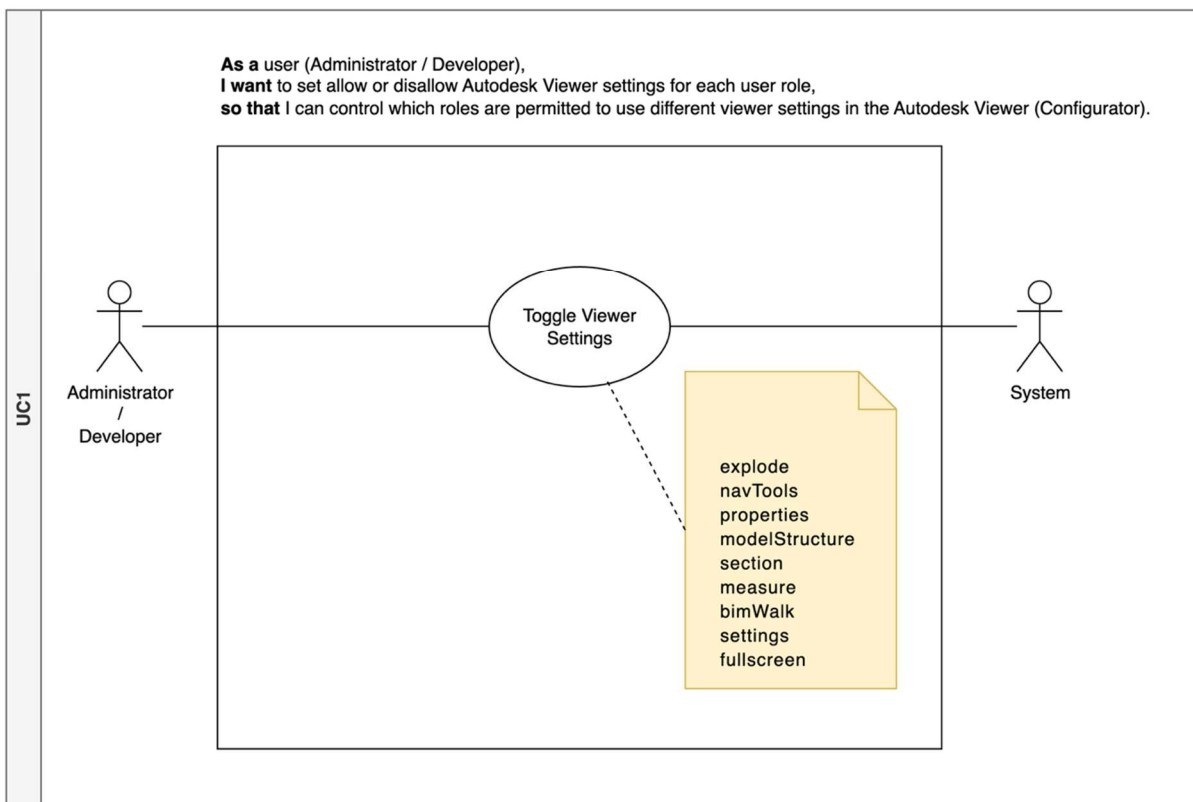 As a user (Administrator / Developer),
I want to set allow or disallow Autodesk Viewer settings for each user role,
so that I can control which roles are permitted to use different viewer settings in the Autodesk Viewer (Configurator).
UC1
Administrator
/
Developer
Toggle Viewer
Settings
System
explode
navTools
properties
modelStructure
section
measure
bimWalk
settings
fullscreen